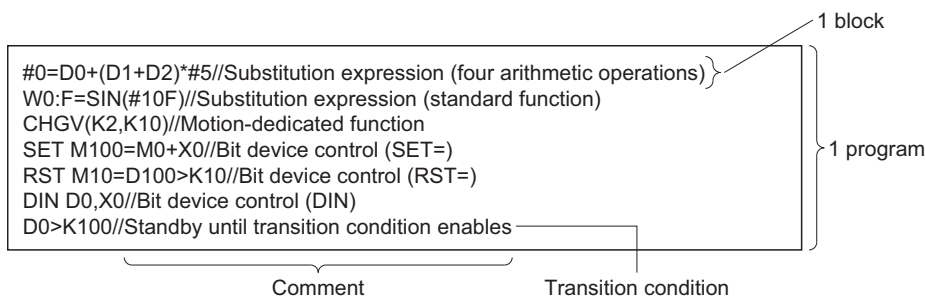 1 block
#0=D0+(D1+D2)*#5//Substitution expression (four arithmetic operations)
W0:F=SIN(#10F)//Substitution expression (standard function)
CHGV(K2,K10)//Motion-dedicated function
SET M100=M0+X0//Bit device control (SET=)
RST M10=D100>K10//Bit device control (RST=)
DIN D0,X0//Bit device control (DIN)
D0>K100//Standby until transition condition enables
1 program
Comment
Transition condition